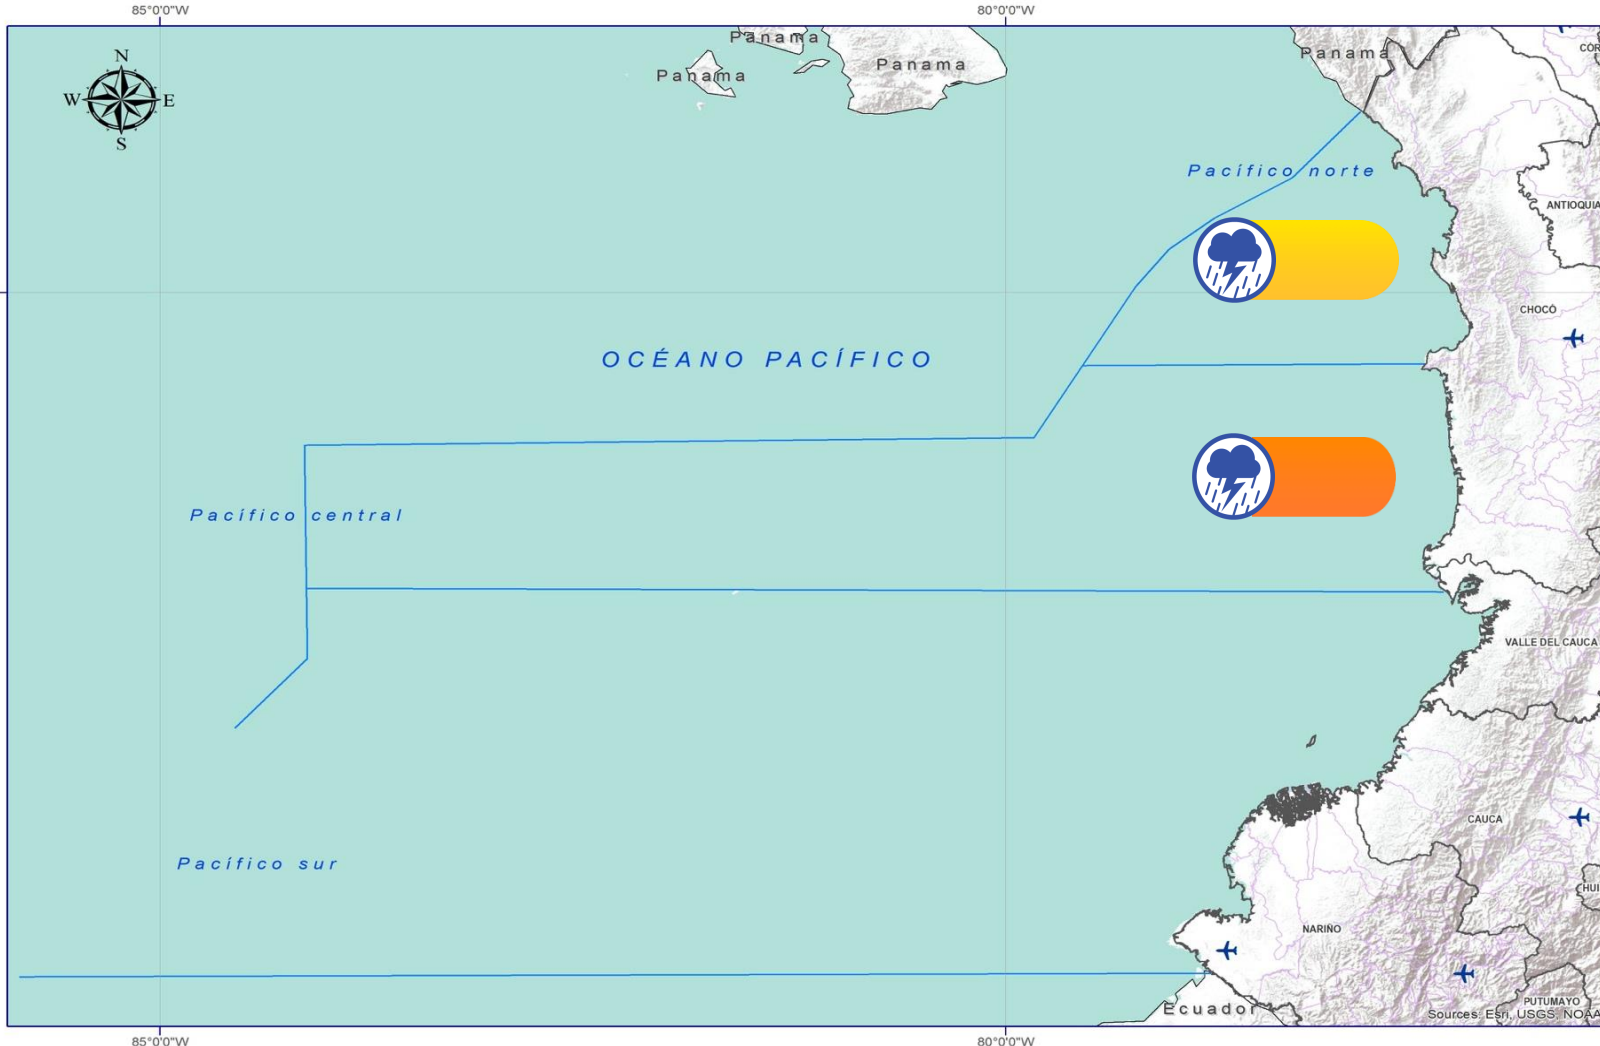 85°0'0"W
80°0'0"W
Panama
Panama
Panama
Panama
CÓR
N
W
E
S
Pacífico norte
ANTIOQUIA
CHOCÓ
OCÉANO PACÍFICO
Pacífico central
VALLE DEL CAUCA
CAUCA
Pacífico sur
HUI
NARIÑO
PUTUMAYO
Ecuador
Sources: Esri, USGS, NOAA
85°0'0"W
80°0'0"W